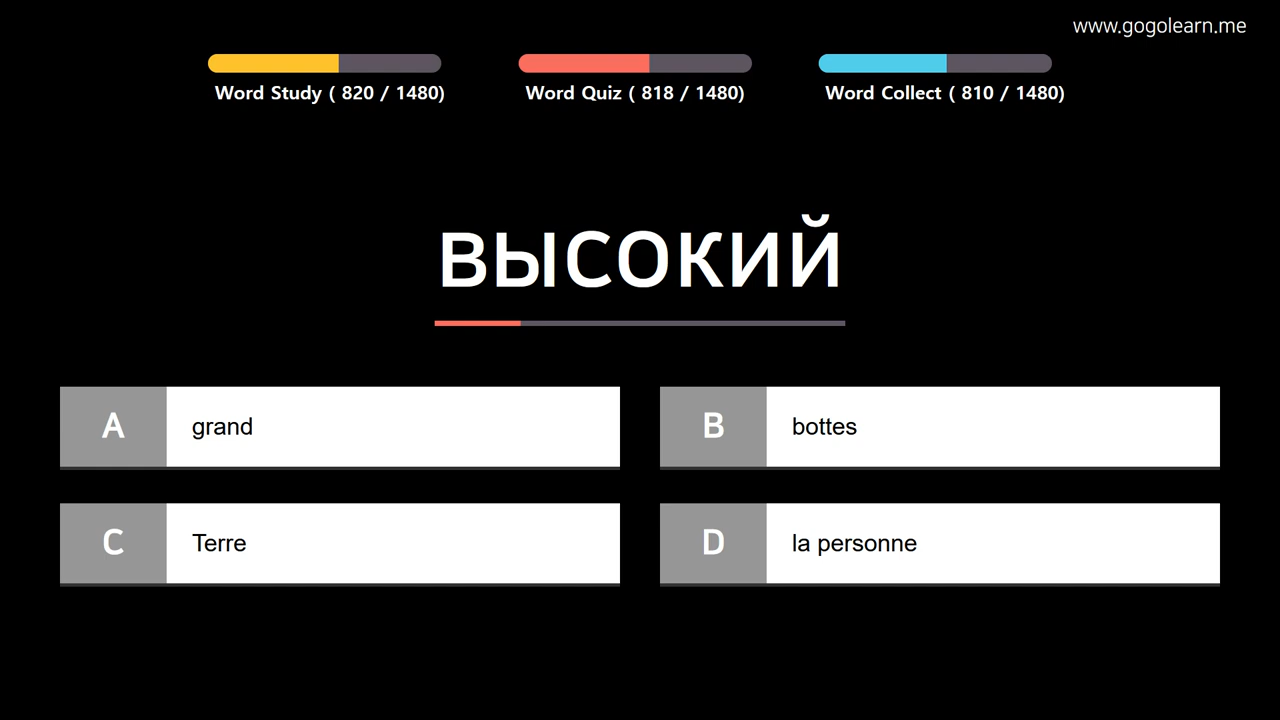 www.gogolearn.me
Word Study ( 820 / 1480)
Word Quiz ( 818 / 1480)
Word Collect ( 810 / 1480)
ВЫСОКИЙ
A
grand
B
bottes
C
Terre
D
la personne